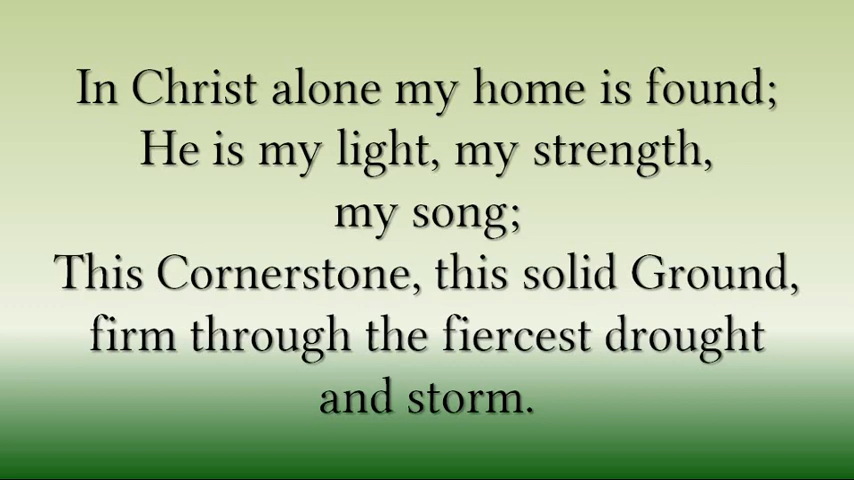 In Christ alone my home is found;
He is my light, my strength,
my song;
This Cornerstone, this solid Ground,
firm through the fiercest drought
and storm.